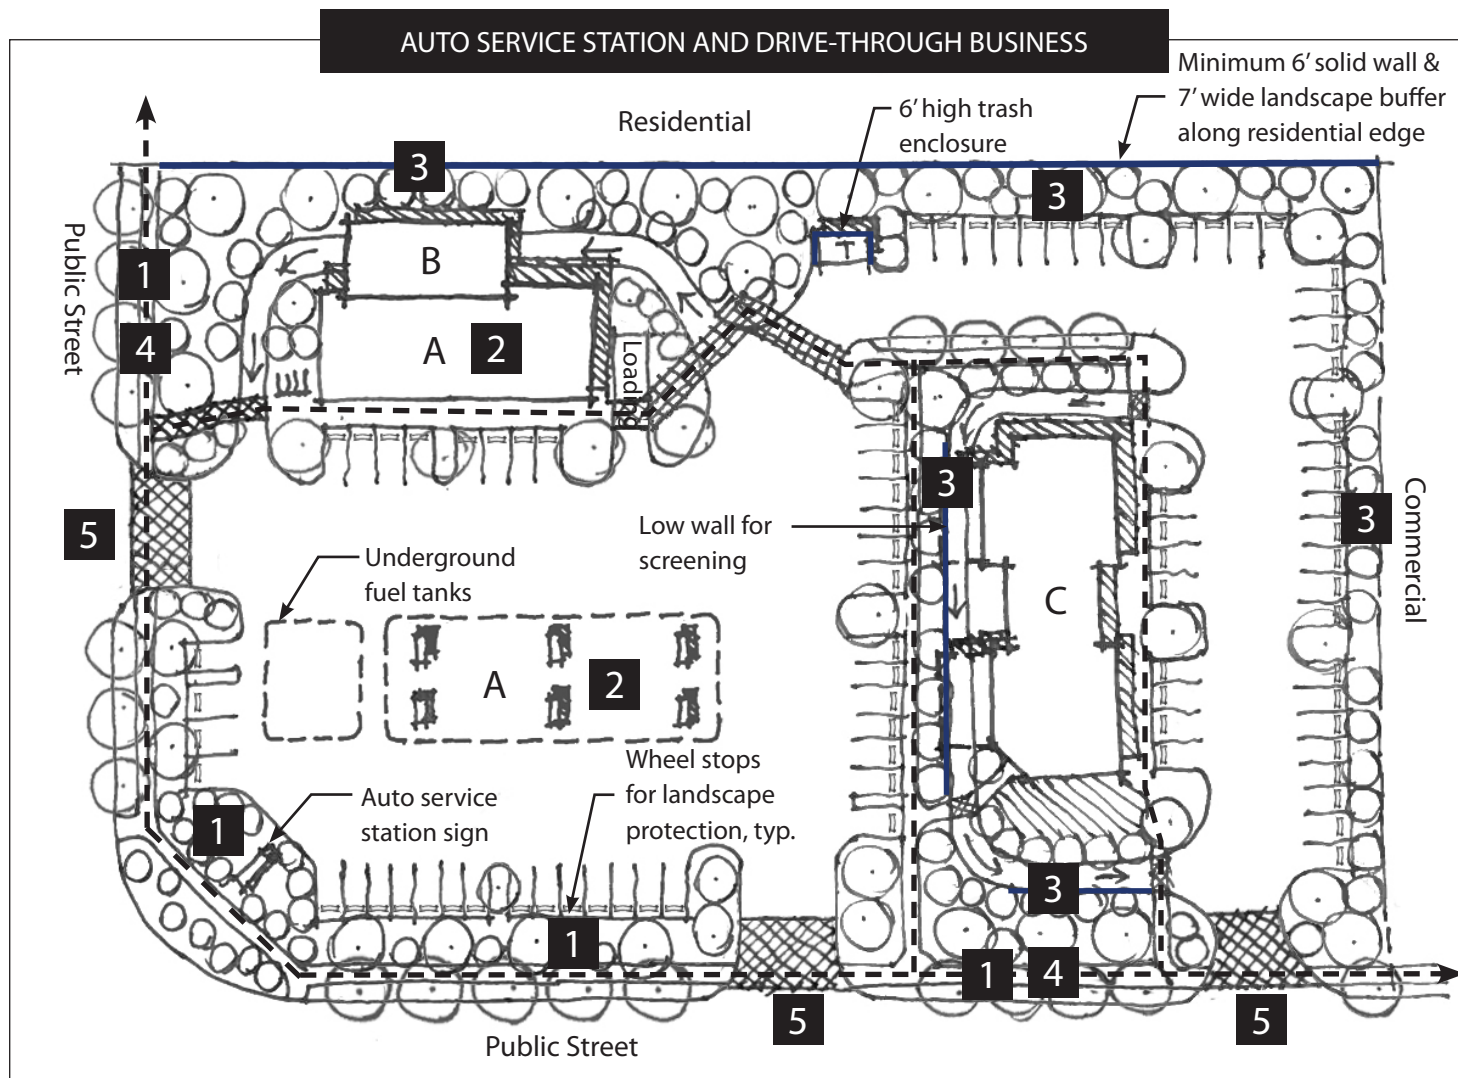 AUTO SERVICE STATION AND DRIVE-THROUGH BUSINESS
Minimum 6' solid wall &
7' wide landscape buffer
along residential edge
6' high trash
enclosure
Residential
3
3
Public Street
1
4
B
T
A
2
Loading
3
Commercial
3
5
Low wall for
screening
Underground
fuel tanks
C
A
2
Wheel stops
for landscape
protection, typ.
Auto service
station sign
1
3
1
1
4
5
5
Public Street